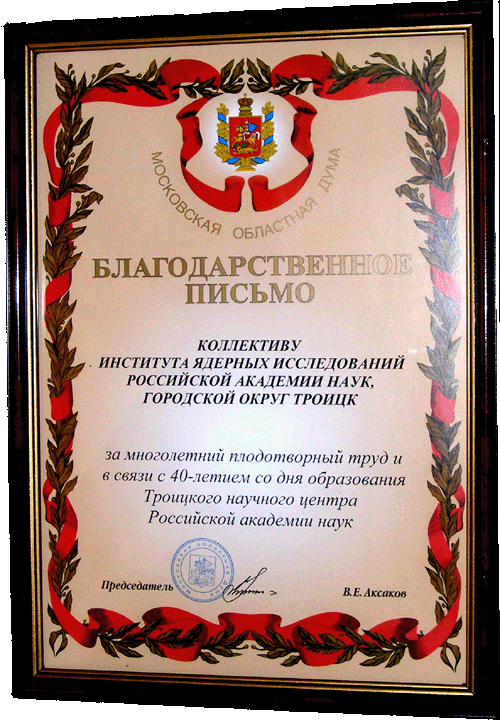 МОСКОВСКАЯ ОБЛАСТНАЯ ДУМА
БЛАГОДАРСТВЕННОЕ
ПИСЬМО
КОЛЛЕКТИВУ
ИНСТИТУТА ЯДЕРНЫХ ИССЛЕДОВАНИЙ
РОССИЙСКОЙ АКАДЕМИИ НАУК,
ГОРОДСКОЙ ОКРУГ ТРОИЦК
за многолетний плодотворный труд и
в связи с 40-летием со дня образования
Троицкого научного центра
Российской академии наук
Председатель
В.Е. Аксаков